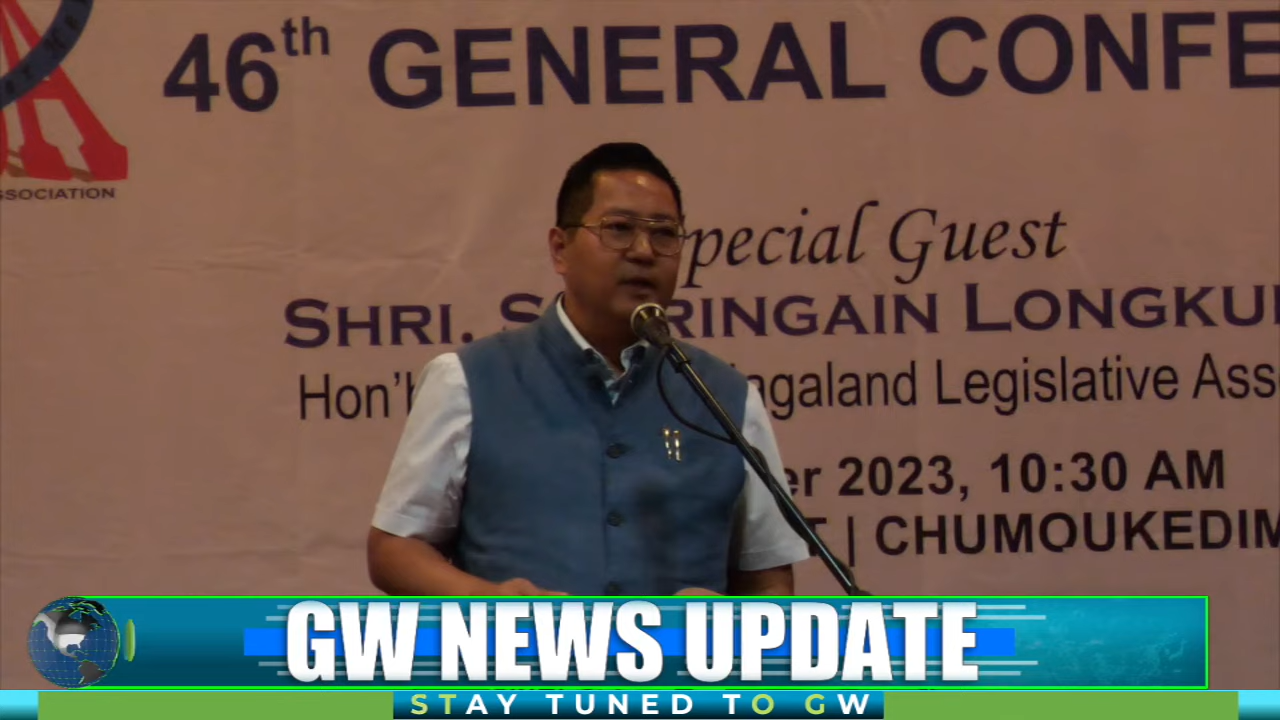 46th GENERAL CONFE
SSOCIATION
pecial Guest
SHRI. S RINGAIN LONGKU
Hon'h agaland Legislative Ass
er 2023, 10:30 AM
T | CHUMOUKEDIM
GW NEWS UPDATE
STAY TUNED TO GW